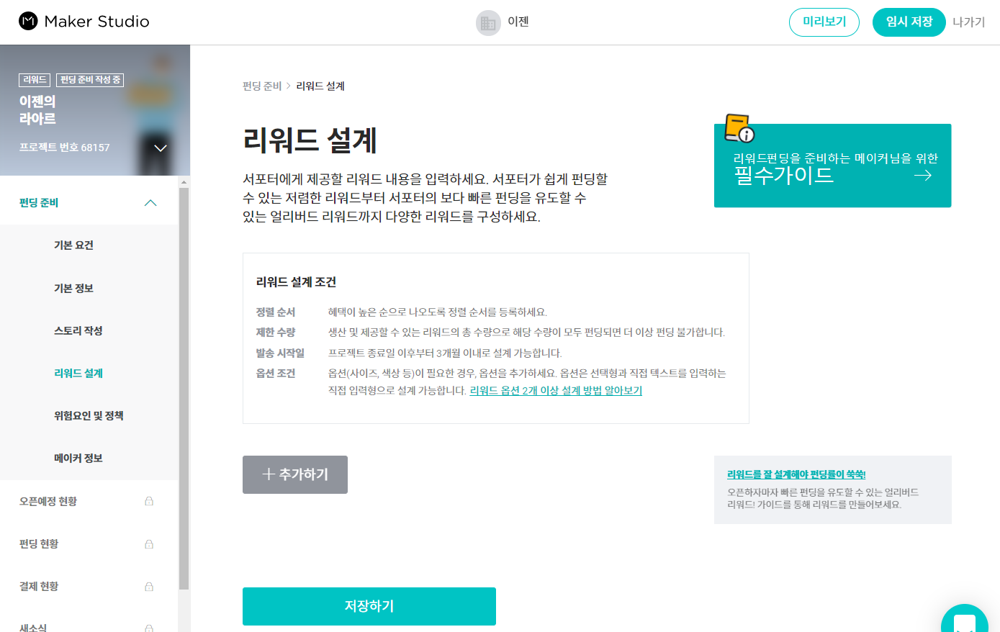 Maker Studio
이젠
미리보기
임시 저장
나가기
리워드
펀딩 준비 작성 중
이젠의
라아르
프로젝트 번호 68157
펀딩 준비
기본 요건
기본 정보
스토리 작성
리워드 설계
위험요인 및 정책
메이커 정보
오픈예정 현황
펀딩 현황
결제 현황
새소식
펀딩 준비 > 리워드 설계
리워드 설계
서포터에게 제공할 리워드 내용을 입력하세요. 서포터가 쉽게 펀딩할
수 있는 저렴한 리워드부터 서포터의 보다 빠른 펀딩을 유도할 수
있는 얼리버드 리워드까지 다양한 리워드를 구성하세요.
리워드펀딩을 준비하는 메이커님을 위한
필수가이드
리워드 설계 조건
정렬 순서 혜택이 높은 순으로 나오도록 정렬 순서를 등록하세요.
제한 수량 생산 및 제공할 수 있는 리워드의 총 수량으로 해당 수량이 모두 펀딩되면 더 이상 펀딩 불가합니다.
발송 시작일 프로젝트 종료일 이후부터 3개월 이내로 설계 가능합니다.
옵션 조건 옵션(사이즈, 색상 등)이 필요한 경우, 옵션을 추가하세요. 옵션은 선택형과 직접 텍스트를 입력하는
직접 입력형으로 설계 가능합니다. 리워드 옵션 2개 이상 설계 방법 알아보기
+ 추가하기
리워드를 잘 설계해야 펀딩률이 쑥쑥!
오픈하자마자 빠른 펀딩을 유도할 수 있는 얼리버드
리워드! 가이드를 통해 리워드를 만들어보세요.
저장하기